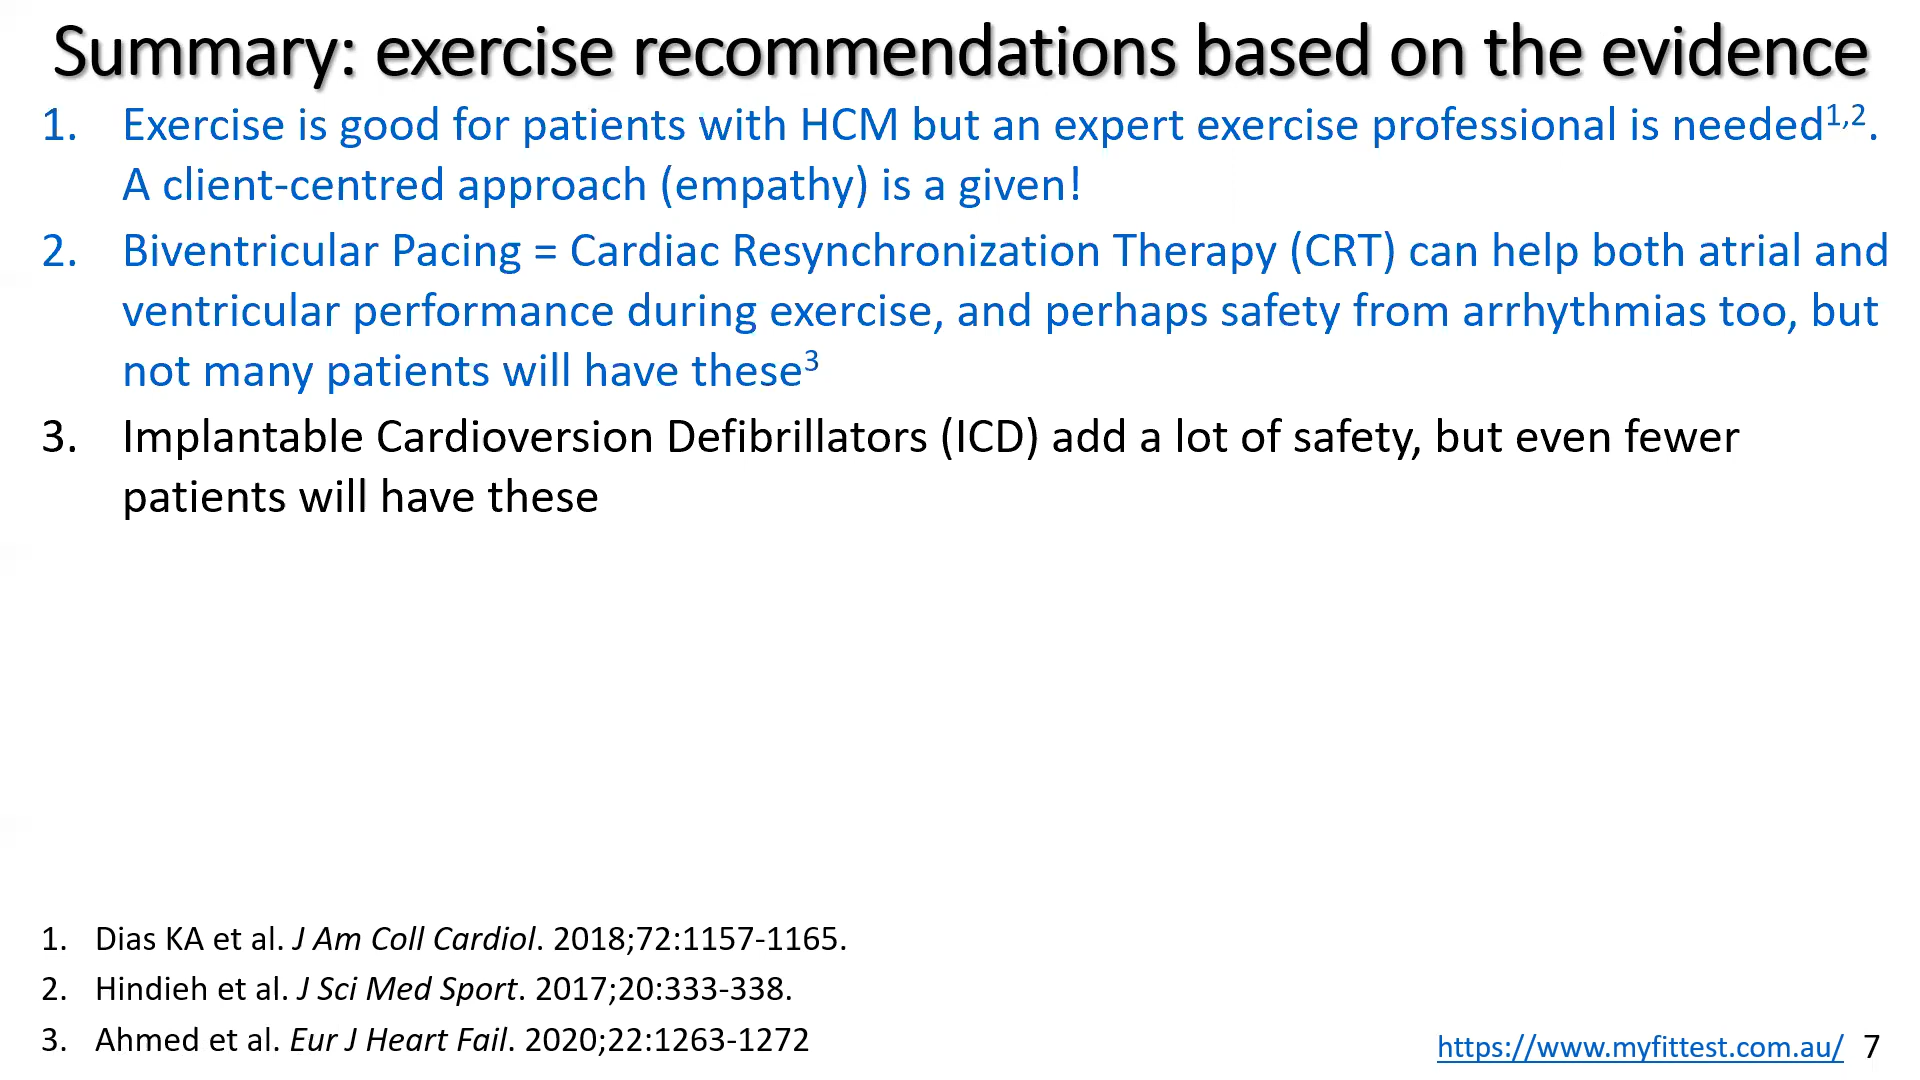 Summary: exercise recommendations based on the evidence
1. Exercise is good for patients with HCM but an expert exercise professional is needed1,2.
A client-centred approach (empathy) is a given!
2. Biventricular Pacing = Cardiac Resynchronization Therapy (CRT) can help both atrial and
ventricular performance during exercise, and perhaps safety from arrhythmias too, but
not many patients will have these3
3. Implantable Cardioversion Defibrillators (ICD) add a lot of safety, but even fewer
patients will have these
1. Dias KA et al. J Am Coll Cardiol. 2018;72:1157-1165.
2. Hindieh et al. J Sci Med Sport. 2017;20:333-338.
3. Ahmed et al. Eur J Heart Fail. 2020;22:1263-1272
https://www.myfittest.com.au/ 7